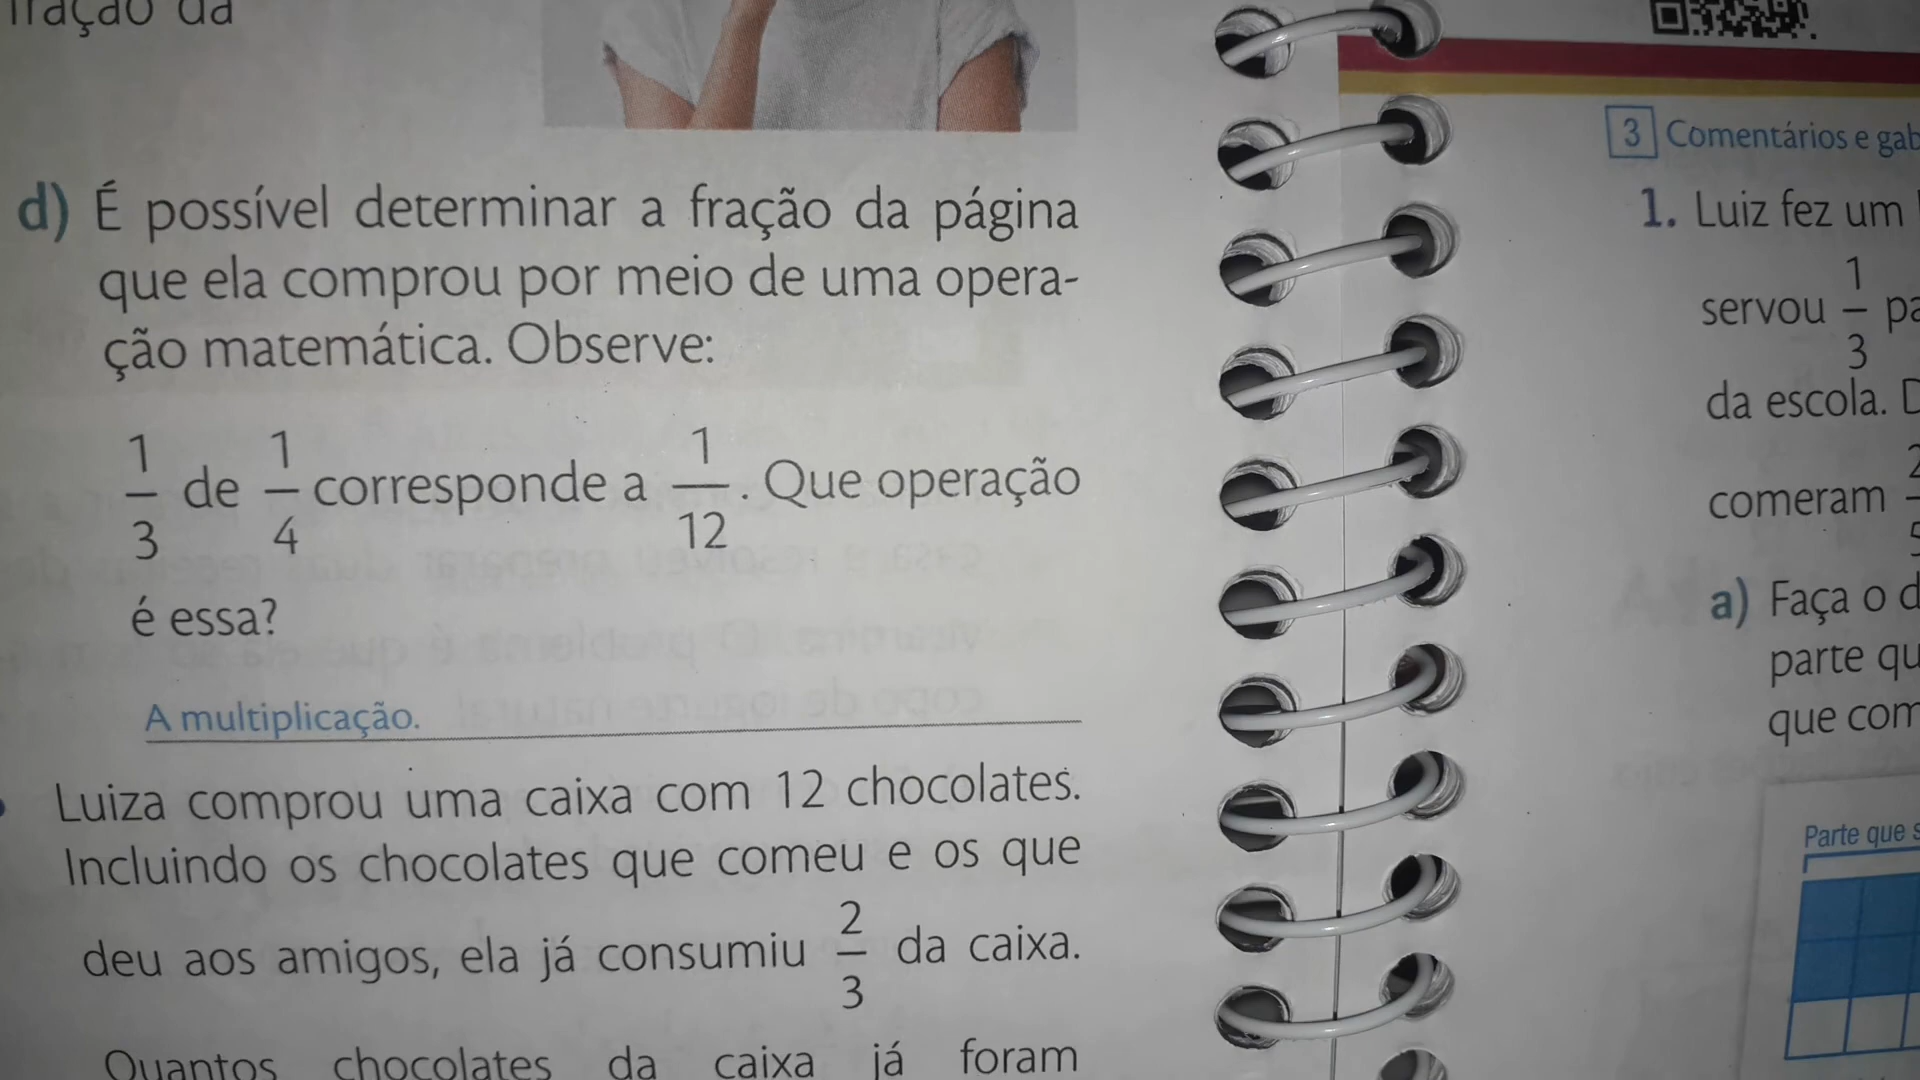 fração da
d) É possível determinar a fração da página
que ela comprou por meio de uma opera-
ção matemática. Observe:
1/3 de 1/4 corresponde a 1/12. Que operação
é essa?
A multiplicação.
Luiza comprou uma caixa com 12 chocolates.
Incluindo os chocolates que comeu e os que
deu aos amigos, ela já consumiu 2/3 da caixa.
Quantos chocolates da caixa já foram
3 Comentários e gab
1. Luiz fez um
servou 1/3 pa
da escola. D
comeram 2/5
a) Faça o d
parte qu
que com
Parte que s